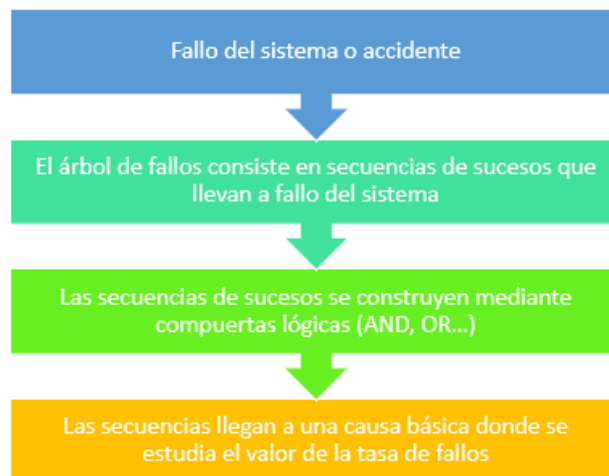 Fallo del sistema o accidente
El árbol de fallos consiste en secuencias de sucesos que
llevan a fallo del sistema
Las secuencias de sucesos se construyen mediante
compuertas lógicas (AND, OR...)
Las secuencias llegan a una causa básica donde se
estudia el valor de la tasa de fallos